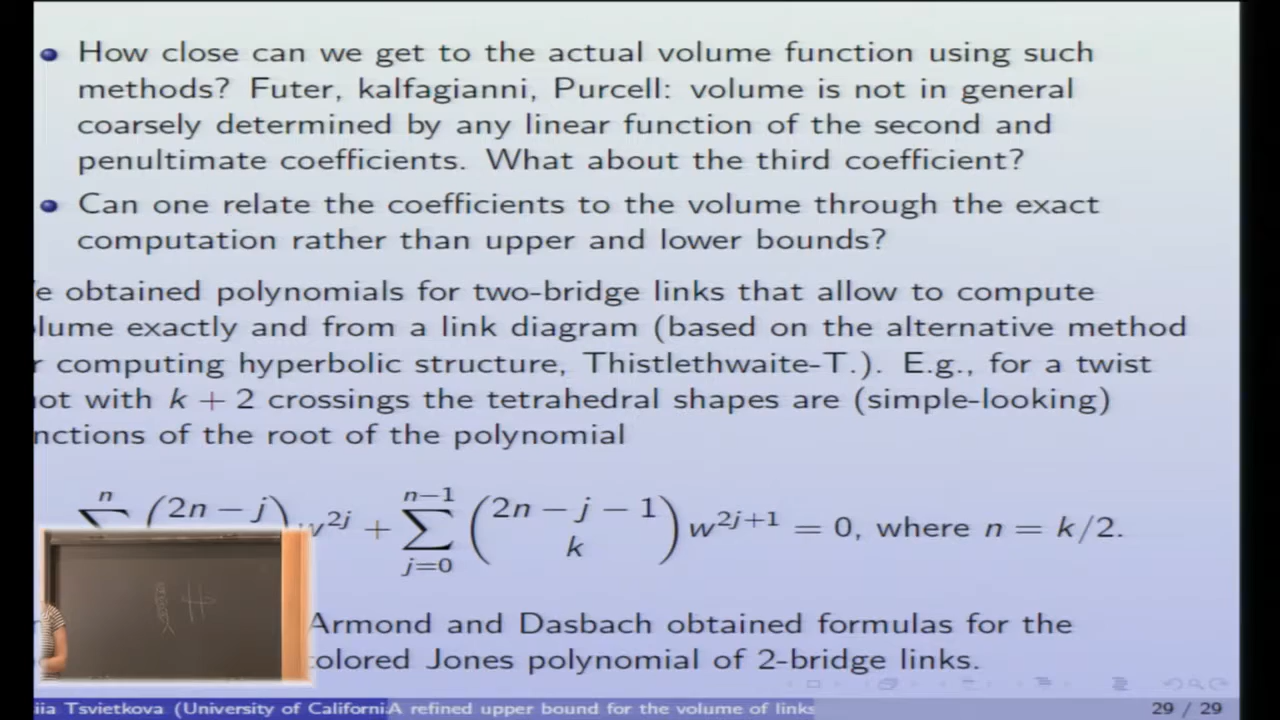 How close can we get to the actual volume function using such
methods? Futer, kalfagianni, Purcell: volume is not in general
coarsely determined by any linear function of the second and
penultimate coefficients. What about the third coefficient?
Can one relate the coefficients to the volume through the exact
computation rather than upper and lower bounds?
e obtained polynomials for two-bridge links that allow to compute
lume exactly and from a link diagram (based on the alternative method
r computing hyperbolic structure, Thistlethwaite-T.). E.g., for a twist
ot with k + 2 crossings the tetrahedral shapes are (simple-looking)
nctions of the root of the polynomial
∑ⁿ (2n − j) w^{2j} + ∑_{j=0}^{n−1} (2n − j − 1 \choose k) w^{2j+1} = 0, where n = k/2.
Armond and Dasbach obtained formulas for the
olored Jones polynomial of 2-bridge links.
iia Tsvietkova (University of Californi A refined upper bound for the volume of links 29 / 29